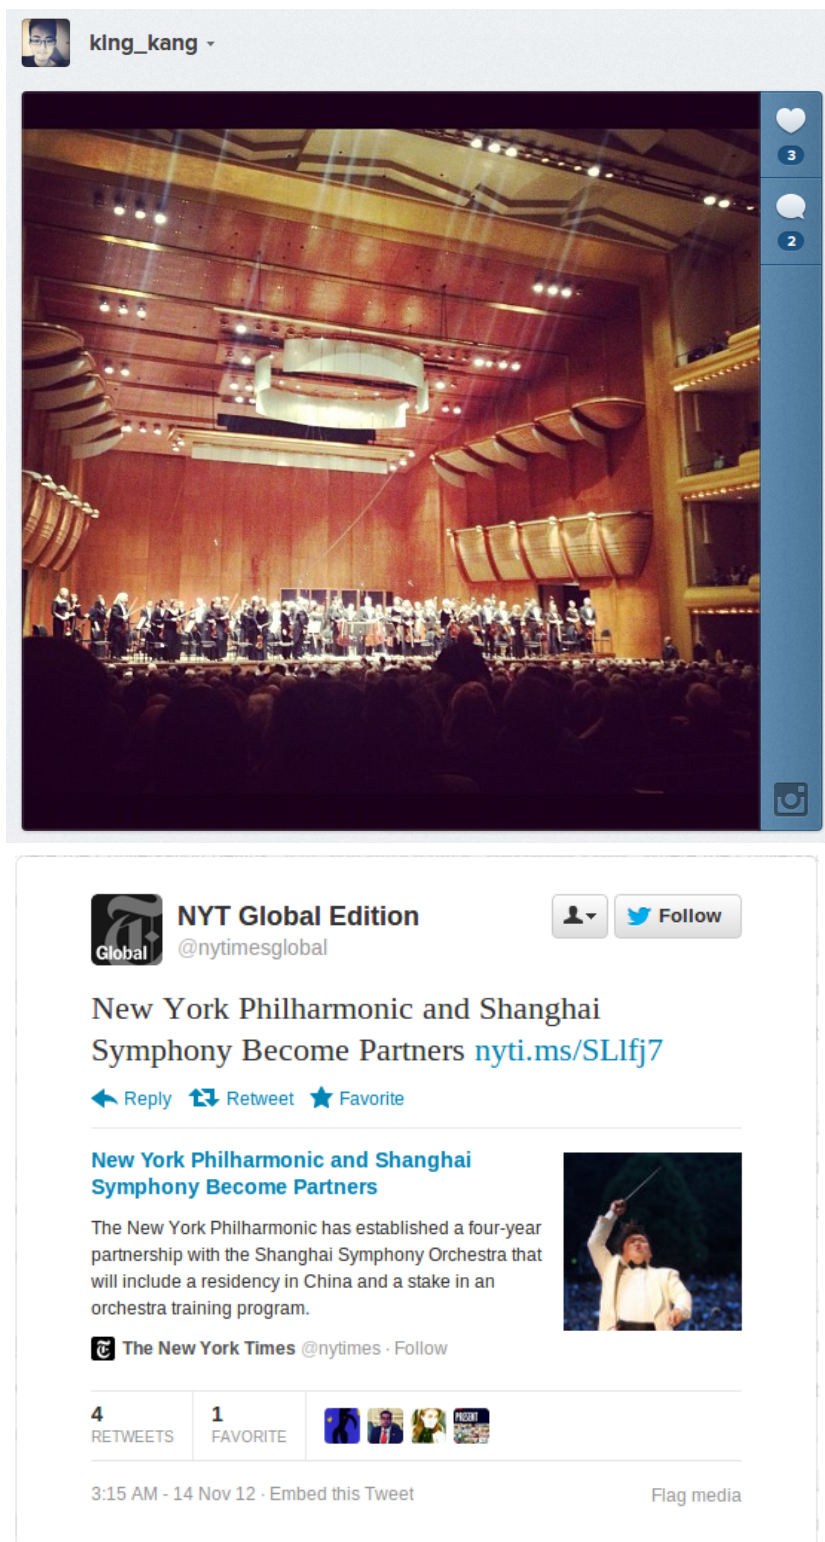 kIng_kang
3
2
Global
NYT Global Edition
@nytimesglobal
Follow
New York Philharmonic and Shanghai
Symphony Become Partners nyti.ms/SLlfj7
Reply Retweet Favorite
New York Philharmonic and Shanghai
Symphony Become Partners
The New York Philharmonic has established a four-year
partnership with the Shanghai Symphony Orchestra that
will include a residency in China and a stake in an
orchestra training program.
The New York Times @nytimes · Follow
4
RETWEETS
1
FAVORITE
PRESENT
3:15 AM - 14 Nov 12 · Embed this Tweet
Flag media